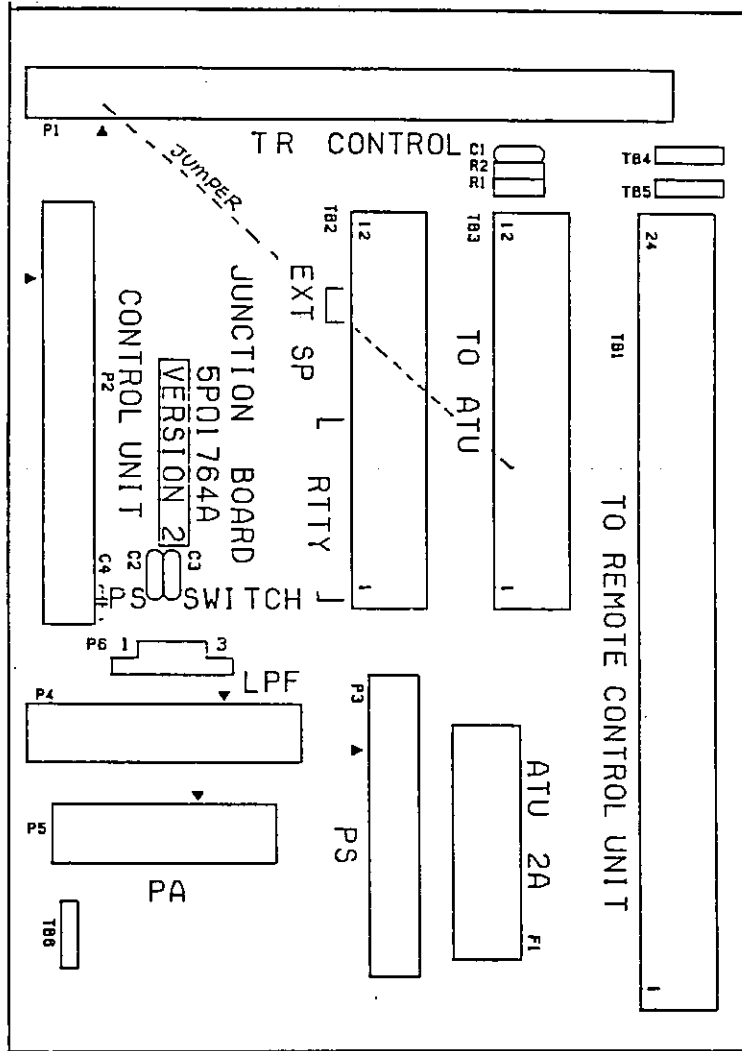 P1
TR CONTROL
JUMPER
C1
R2
R1
TB4
TB5
TB2
12
EXT SP
RTTY
1
TB3
12
TO ATU
1
24
TB1
TO REMOTE CONTROL UNIT
1
JUNCTION BOARD
5P01764A
VERSION 2
CONTROL UNIT
P2
C4
C2
C3
PS SWITCH
P6
1
3
LPF
P4
P5
PA
P3
PS
ATU 2A
F1